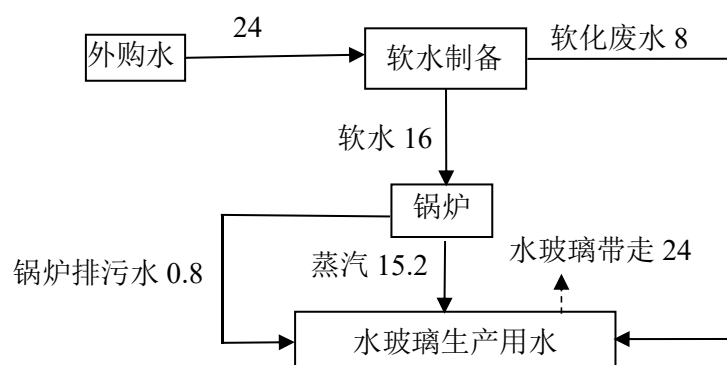 24
外购水
软水制备
软化废水 8
软水 16
锅炉
锅炉排污水 0.8
蒸汽 15.2
水玻璃带走 24
水玻璃生产用水